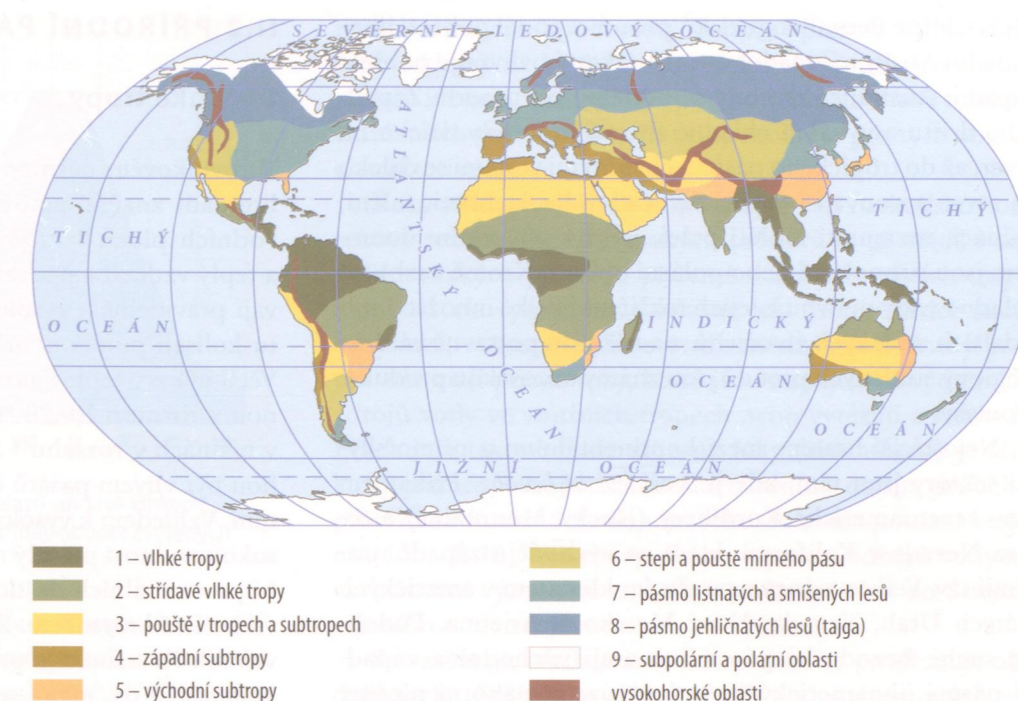 SEVERNÍ LEDOVÝ OCEÁN
ATLANTSKÝ
OCEÁN
TICHÝ
OCEÁN
TICHÝ
OCEÁN
INDICKÝ
OCEÁN
JIŽNÍ OCEÁN
1 – vlhké tropy
2 – střídavé vlhké tropy
3 – pouště v tropech a subtropech
4 – západní subtropy
5 – východní subtropy
6 – stepi a pouště mírného pásu
7 – pásmo listnatých a smíšených lesů
8 – pásmo jehličnatých lesů (tajga)
9 – subpolární a polární oblasti
vysokohorské oblasti